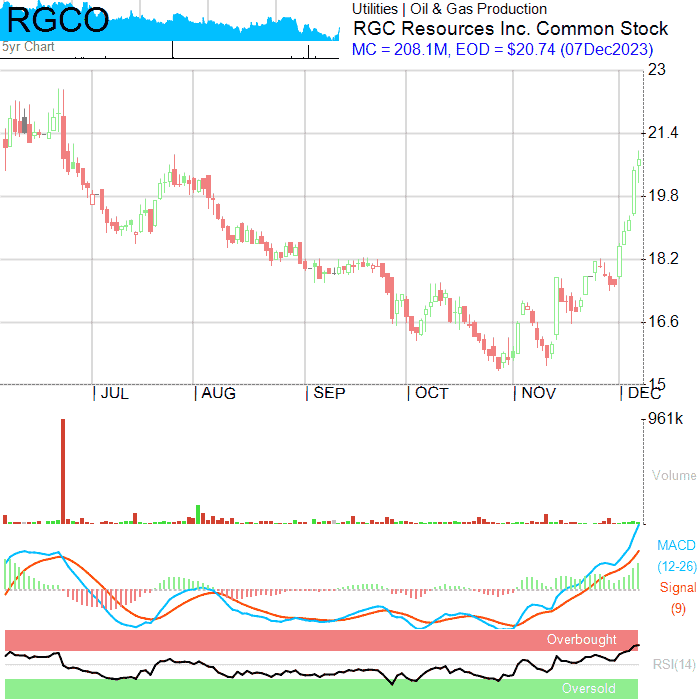 RGCO
5yr Chart
Utilities | Oil & Gas Production
RGC Resources Inc. Common Stock
MC = 208.1M, EOD = $20.74 (07Dec2023)
23
21.4
19.8
18.2
16.6
15
JUL
AUG
SEP
OCT
NOV
DEC
961k
Volume
MACD
(12-26)
Signal
(9)
Overbought
RSI(14)
Oversold